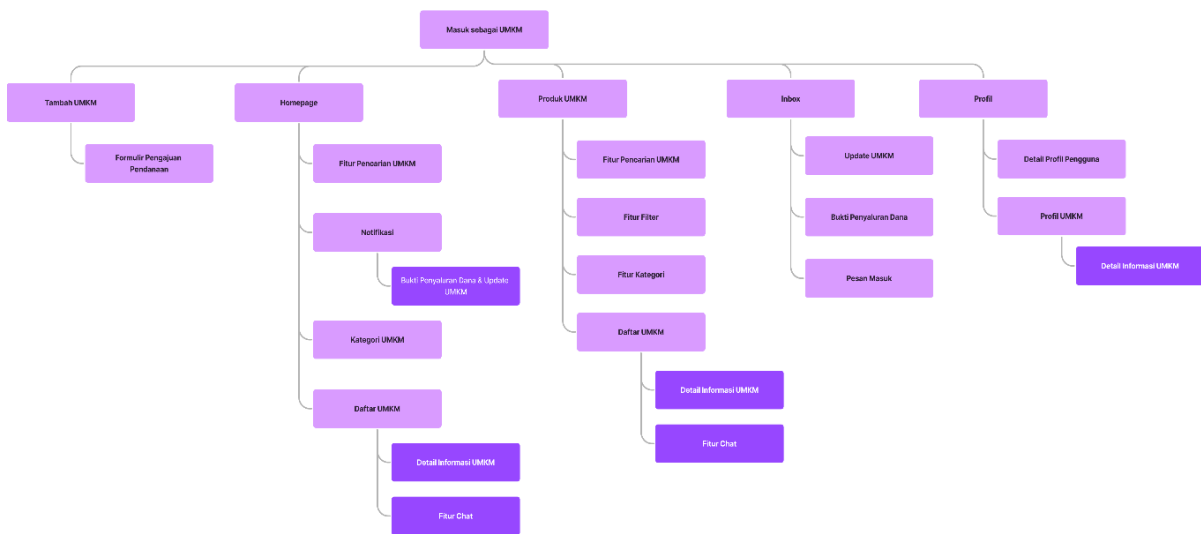 Masuk sebagai UMKM
Tambah UMKM
Formulir Pengajuan
Pendanaan
Homepage
Fitur Pencarian UMKM
Notifikasi
Bukti Penyaluran Dana & Update
UMKM
Kategori UMKM
Daftar UMKM
Detail Informasi UMKM
Fitur Chat
Produk UMKM
Fitur Pencarian UMKM
Fitur Filter
Fitur Kategori
Daftar UMKM
Detail Informasi UMKM
Fitur Chat
Inbox
Update UMKM
Bukti Penyaluran Dana
Pesan Masuk
Profil
Detail Profil Pengguna
Profil UMKM
Detail Informasi UMKM